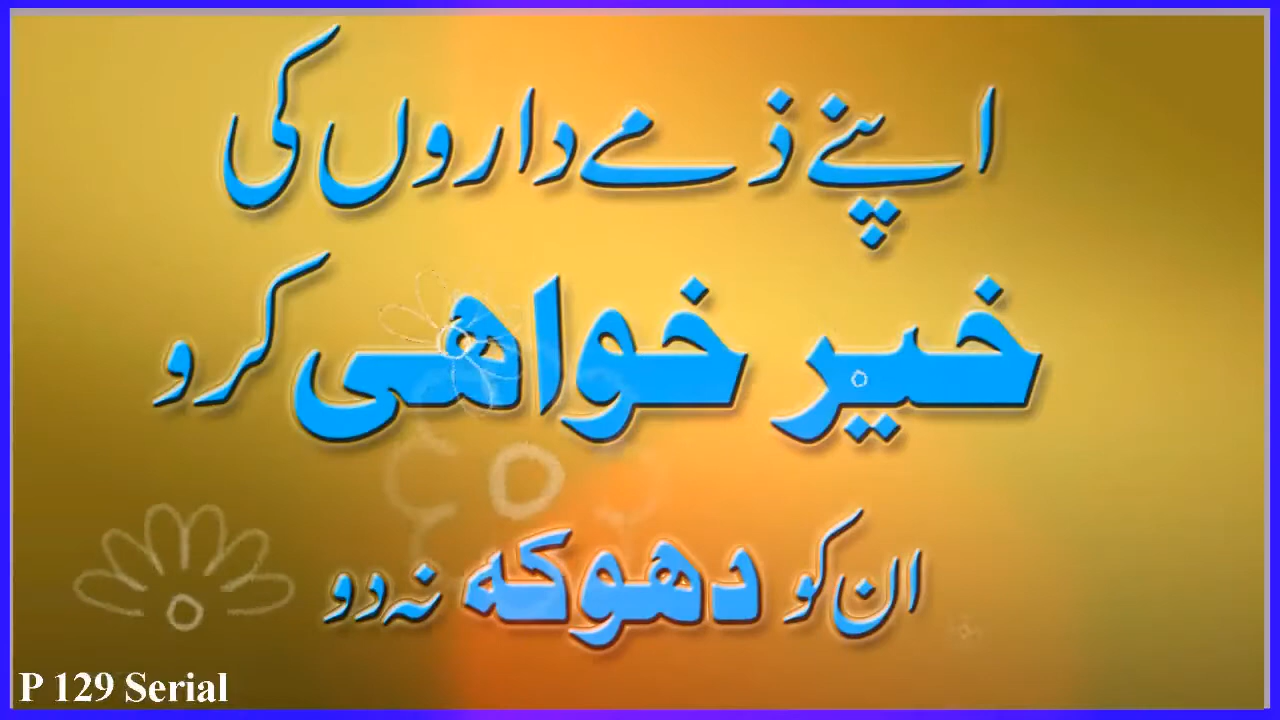 اپنے ذمے داروں کی
خیر خواھی کرو
ان کو دھوکہ نہ دو
P 129 Serial